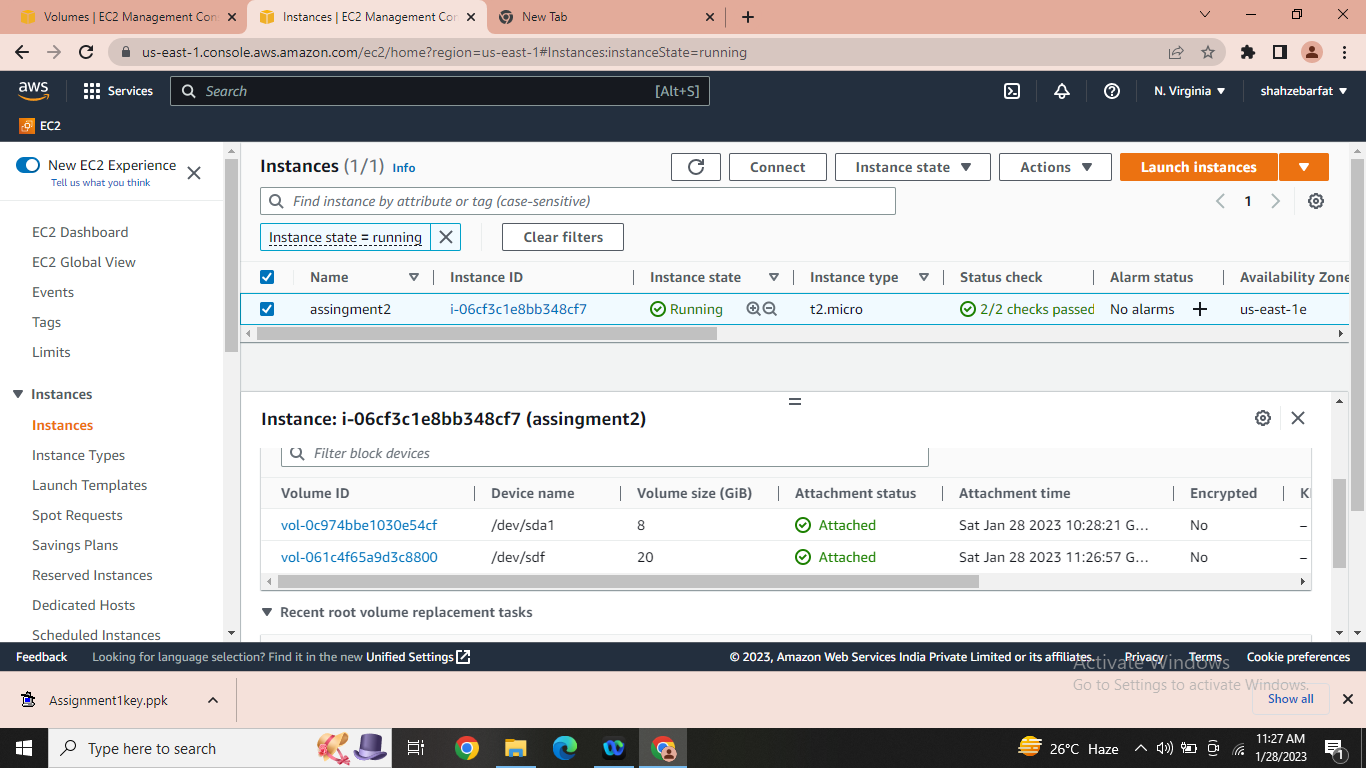 Volumes | EC2 Management Con
Instances | EC2 Management Con
New Tab
us-east-1.console.aws.amazon.com/ec2/home?region=us-east-1#Instances:instanceState=running
aws
Services
Search
[Alt+S]
N. Virginia
shahzebarfat
EC2
New EC2 Experience
Tell us what you think
EC2 Dashboard
EC2 Global View
Events
Tags
Limits
Instances
Instances
Instance Types
Launch Templates
Spot Requests
Savings Plans
Reserved Instances
Dedicated Hosts
Scheduled Instances
Instances (1/1) Info
Connect
Instance state
Actions
Launch instances
Find instance by attribute or tag (case-sensitive)
1
Instance state = running
Clear filters
Name Instance ID Instance state Instance type Status check Alarm status Availability Zone
assingment2 i-06cf3c1e8bb348cf7 Running t2.micro 2/2 checks passed No alarms + us-east-1e
Instance: i-06cf3c1e8bb348cf7 (assingment2)
Filter block devices
Volume ID Device name Volume size (GiB) Attachment status Attachment time Encrypted K
vol-0c974bbe1030e54cf /dev/sda1 8 Attached Sat Jan 28 2023 10:28:21 G... No –
vol-061c4f65a9d3c8800 /dev/sdf 20 Attached Sat Jan 28 2023 11:26:57 G... No –
Recent root volume replacement tasks
Feedback Looking for language selection? Find it in the new Unified Settings
© 2023, Amazon Web Services India Private Limited or its affiliates. Privacy Terms Cookie preferences
Activate Windows
Go to Settings to activate Windows.
Assignment1key.ppk
Show all
Type here to search
26°C Haze
11:27 AM
1/28/2023
1